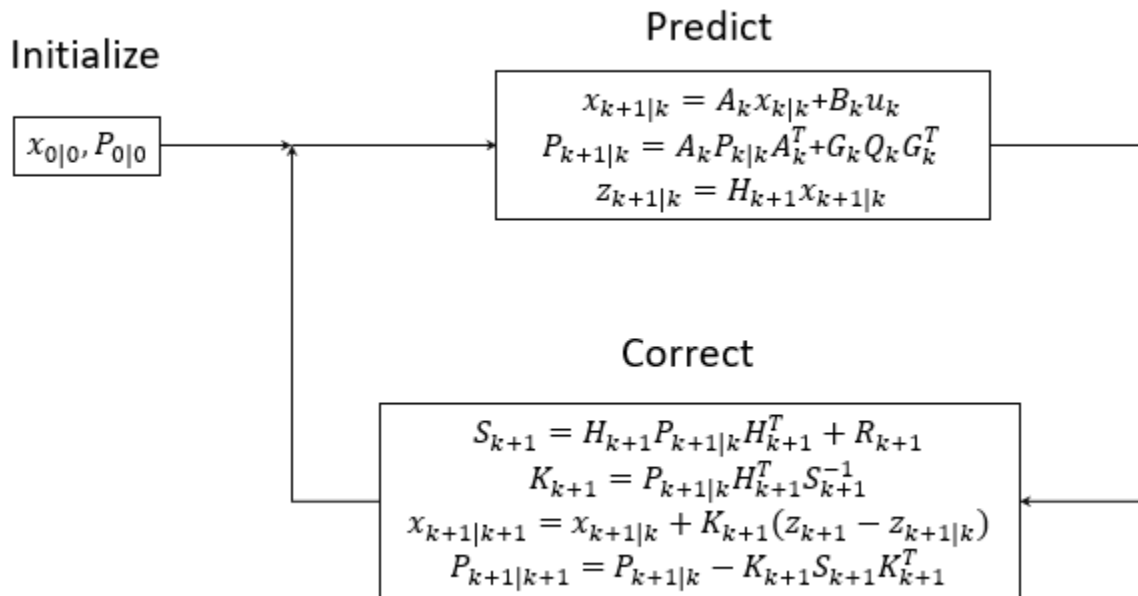 Initialize
x_{0|0}, P_{0|0}
Predict
x_{k+1|k} = A_k x_{k|k}+B_k u_k
P_{k+1|k} = A_k P_{k|k} A_k^T+G_k Q_k G_k^T
z_{k+1|k} = H_{k+1} x_{k+1|k}
Correct
S_{k+1} = H_{k+1} P_{k+1|k} H_{k+1}^T + R_{k+1}
K_{k+1} = P_{k+1|k} H_{k+1}^T S_{k+1}^{-1}
x_{k+1|k+1} = x_{k+1|k} + K_{k+1}(z_{k+1} − z_{k+1|k})
P_{k+1|k+1} = P_{k+1|k} − K_{k+1} S_{k+1} K_{k+1}^T